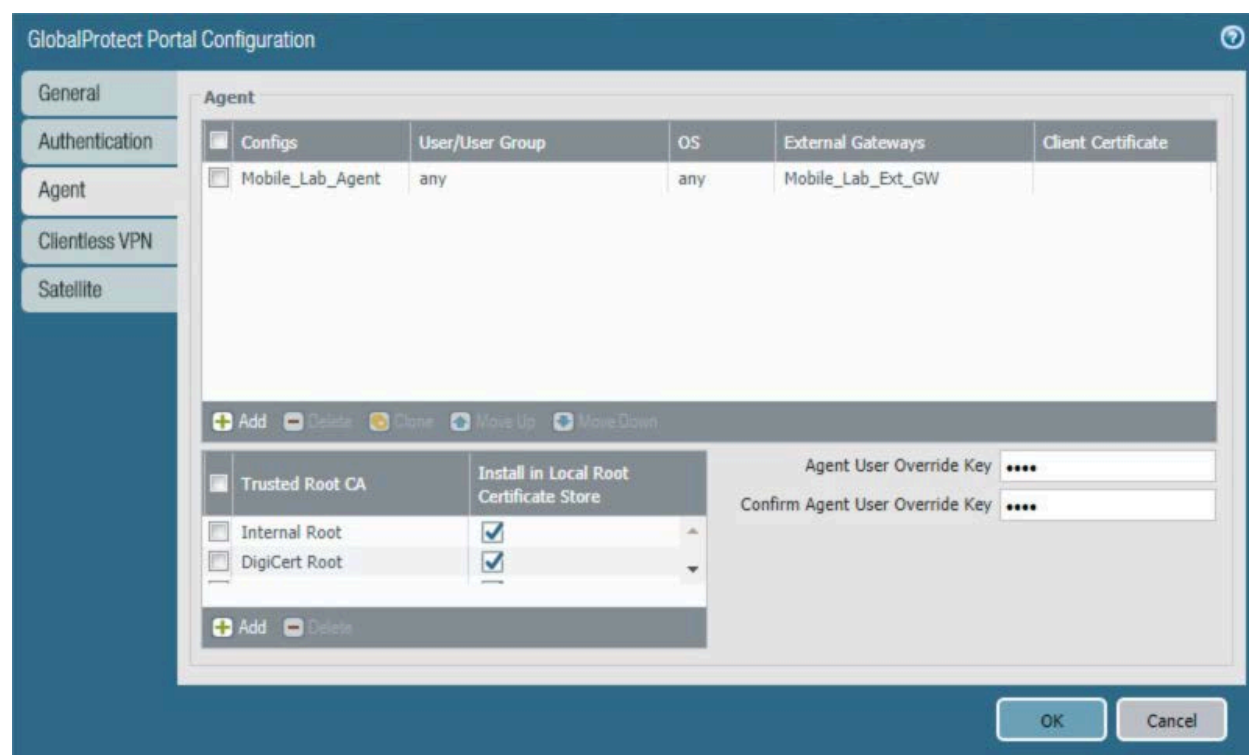 GlobalProtect Portal Configuration
General
Authentication
Agent
Clientless VPN
Satellite
Agent
Configs User/User Group OS External Gateways Client Certificate
Mobile_Lab_Agent any any Mobile_Lab_Ext_GW
Add Delete Clone Move Up Move Down
Trusted Root CA Install in Local Root Certificate Store
Internal Root
DigiCert Root
Add Delete
Agent User Override Key ••••
Confirm Agent User Override Key ••••
OK Cancel